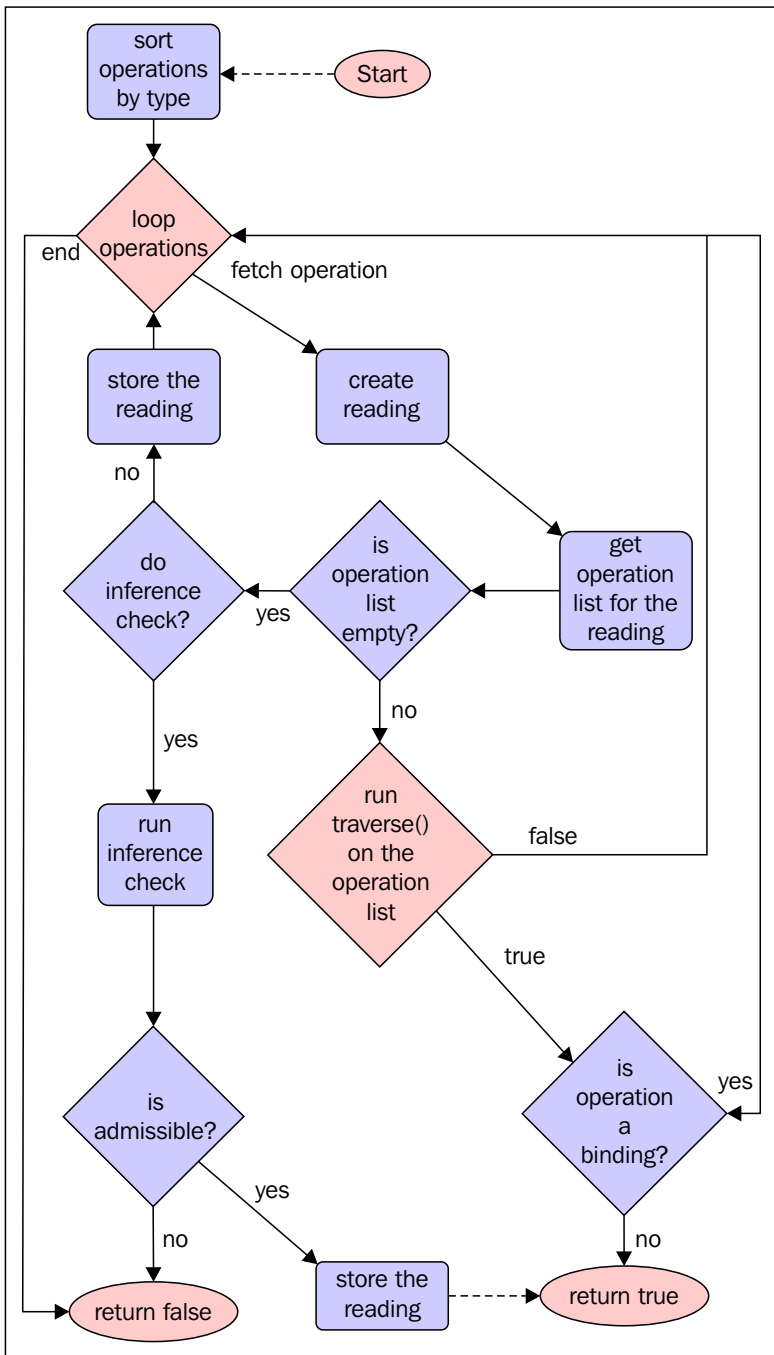 sort
operations
by type
Start
loop
operations
end
fetch operation
store the
reading
create
reading
no
do
inference
check?
yes
is
operation
list
empty?
get
operation
list for the
reading
yes
no
run
inference
check
run
traverse()
on the
operation
list
false
true
is
admissible?
is
operation
a
binding?
yes
yes
no
no
return false
store the
reading
return true